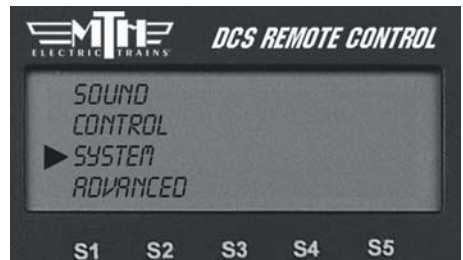 MTH DCS REMOTE CONTROL
ELECTRIC TRAINS
SOUND
CONTROL
SYSTEM
ADVANCED
S1 S2 S3 S4 S5